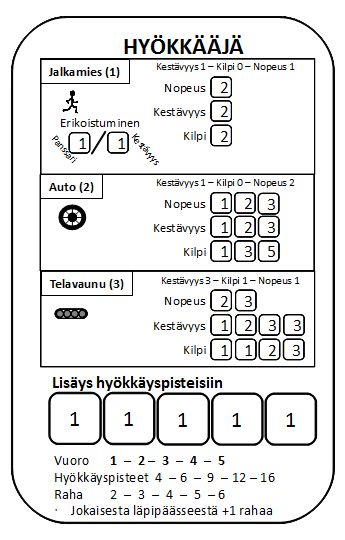 HYÖKKÄÄJÄ
Jalkamies (1)
Kestävyys 1 – Kilpi 0 – Nopeus 1
Nopeus 2
Kestävyys 2
Kilpi 2
Erikoistuminen
Panssari 1 / 1 Kestävyys
Auto (2)
Kestävyys 1 – Kilpi 0 – Nopeus 2
Nopeus 1 2 3
Kestävyys 1 2 3
Kilpi 1 3 5
Telavaunu (3)
Kestävyys 3 – Kilpi 1 – Nopeus 1
Nopeus 2 3
Kestävyys 1 2 3 3
Kilpi 1 1 2 3
Lisäys hyökkäyspisteisiin
1 1 1 1 1
Vuoro 1 – 2 – 3 – 4 – 5
Hyökkäyspisteet 4 – 6 – 9 – 12 – 16
Raha 2 – 3 – 4 – 5 – 6
· Jokaisesta läpipäässeestä +1 rahaa